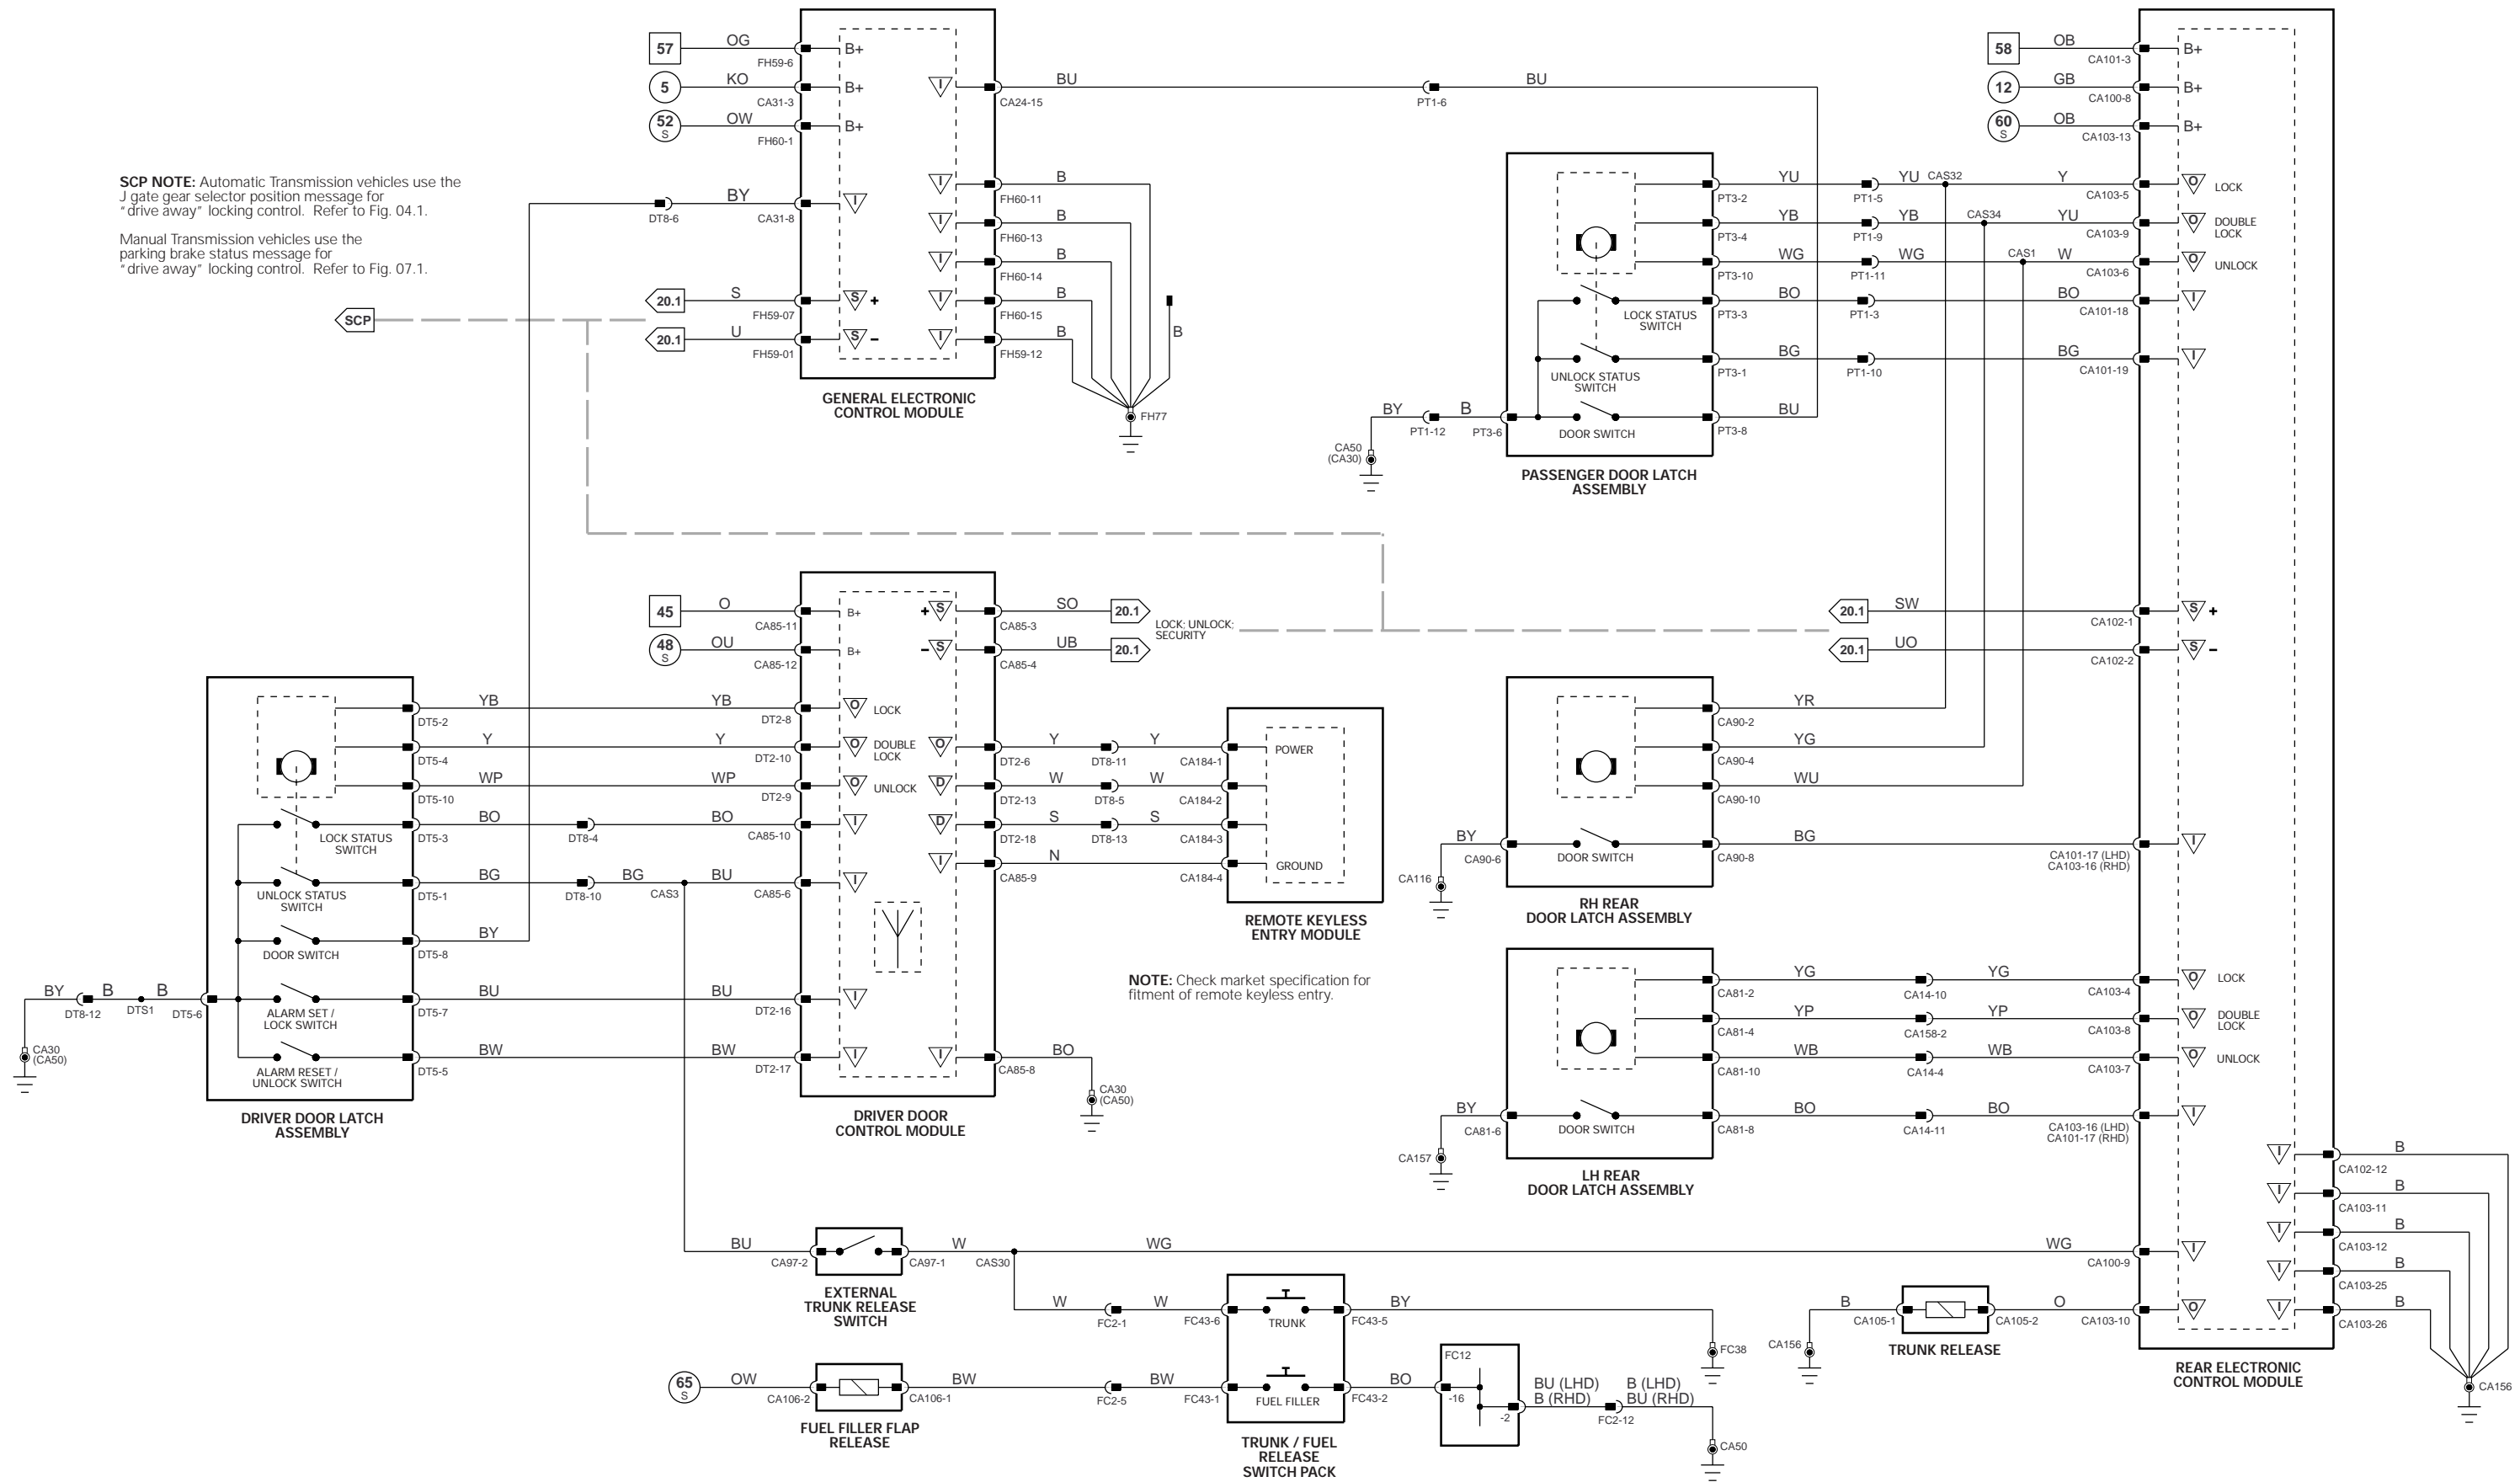 57
OG
FH59-6
B+
5
KO
CA31-3
B+
52
S
OW
FH60-1
B+
I
CA24-15
BU
PT1-6
BU
58
OB
CA101-3
B+
12
GB
CA100-8
B+
60
S
OB
CA103-13
B+
SCP NOTE: Automatic Transmission vehicles use the
J gate gear selector position message for
“drive away” locking control. Refer to Fig. 04.1.
Manual Transmission vehicles use the
parking brake status message for
“drive away” locking control. Refer to Fig. 07.1.
SCP
DT8-6
BY
CA31-8
I
20.1
S
FH59-07
S
+
20.1
U
FH59-01
S
–
I
B
FH60-11
I
B
FH60-13
I
B
FH60-14
I
B
FH60-15
I
B
FH59-12
B
FH77
GENERAL ELECTRONIC
CONTROL MODULE
PT3-2
YU
PT1-5
YU
CAS32
Y
CA103-5
O
LOCK
PT3-4
YB
PT1-9
YB
CAS34
YU
CA103-9
O
DOUBLE
LOCK
PT3-10
WG
PT1-11
WG
CAS1
W
CA103-6
O
UNLOCK
LOCK STATUS
SWITCH
PT3-3
BO
PT1-3
BO
CA101-18
I
UNLOCK STATUS
SWITCH
PT3-1
BG
PT1-10
BG
CA101-19
I
BY
PT1-12
B
PT3-6
DOOR SWITCH
PT3-8
BU
CA50
(CA30)
PASSENGER DOOR LATCH
ASSEMBLY
45
O
CA85-11
B+
48
S
OU
CA85-12
B+
+
S
CA85-3
SO
20.1
–
S
CA85-4
UB
20.1
LOCK; UNLOCK;
SECURITY
20.1
SW
CA102-1
S
+
20.1
UO
CA102-2
S
–
DT5-2
YB
YB
DT2-8
O
LOCK
DT5-4
Y
Y
DT2-10
O
DOUBLE
LOCK
DT5-10
WP
WP
DT2-9
O
UNLOCK
LOCK STATUS
SWITCH
DT5-3
BO
DT8-4
BO
CA85-10
I
UNLOCK STATUS
SWITCH
DT5-1
BG
DT8-10
BG
CAS3
BU
CA85-6
I
DOOR SWITCH
DT5-8
BY
BY
DT8-12
B
DTS1
B
DT5-6
CA30
(CA50)
ALARM SET /
LOCK SWITCH
DT5-7
BU
BU
DT2-16
I
ALARM RESET /
UNLOCK SWITCH
DT5-5
BW
BW
DT2-17
I
DRIVER DOOR LATCH
ASSEMBLY
O
DT2-6
Y
DT8-11
Y
CA184-1
POWER
D
DT2-13
W
DT8-5
W
CA184-2
D
DT2-18
S
DT8-13
S
CA184-3
I
CA85-9
N
CA184-4
GROUND
REMOTE KEYLESS
ENTRY MODULE
NOTE: Check market specification for
fitment of remote keyless entry.
I
CA85-8
BO
CA30
(CA50)
DRIVER DOOR
CONTROL MODULE
CA90-2
YR
CA90-4
YG
CA90-10
WU
BY
CA90-6
DOOR SWITCH
CA90-8
BG
CA101-17 (LHD)
CA103-16 (RHD)
I
CA116
RH REAR
DOOR LATCH ASSEMBLY
CA81-2
YG
CA14-10
YG
CA103-4
O
LOCK
CA81-4
YP
CA158-2
YP
CA103-8
O
DOUBLE
LOCK
CA81-10
WB
CA14-4
WB
CA103-7
O
UNLOCK
BY
CA81-6
DOOR SWITCH
CA81-8
BO
CA14-11
BO
CA103-16 (LHD)
CA101-17 (RHD)
I
CA157
LH REAR
DOOR LATCH ASSEMBLY
I
B
CA102-12
I
B
CA103-11
I
B
CA103-12
I
B
CA103-25
I
B
CA103-26
CA156
BU
CA97-2
CA97-1
W
CAS30
WG
WG
CA100-9
I
EXTERNAL
TRUNK RELEASE
SWITCH
W
FC2-1
W
FC43-6
TRUNK
FC43-5
BY
FC38
B
CA105-1
CA105-2
O
CA103-10
O
CA156
TRUNK RELEASE
REAR ELECTRONIC
CONTROL MODULE
65
S
OW
CA106-2
CA106-1
BW
FC2-5
BW
FC43-1
FUEL FILLER
FC43-2
BO
FC12
-16
-2
BU (LHD)
B (RHD)
FC2-12
B (LHD)
BU (RHD)
CA50
FUEL FILLER FLAP
RELEASE
TRUNK / FUEL
RELEASE
SWITCH PACK